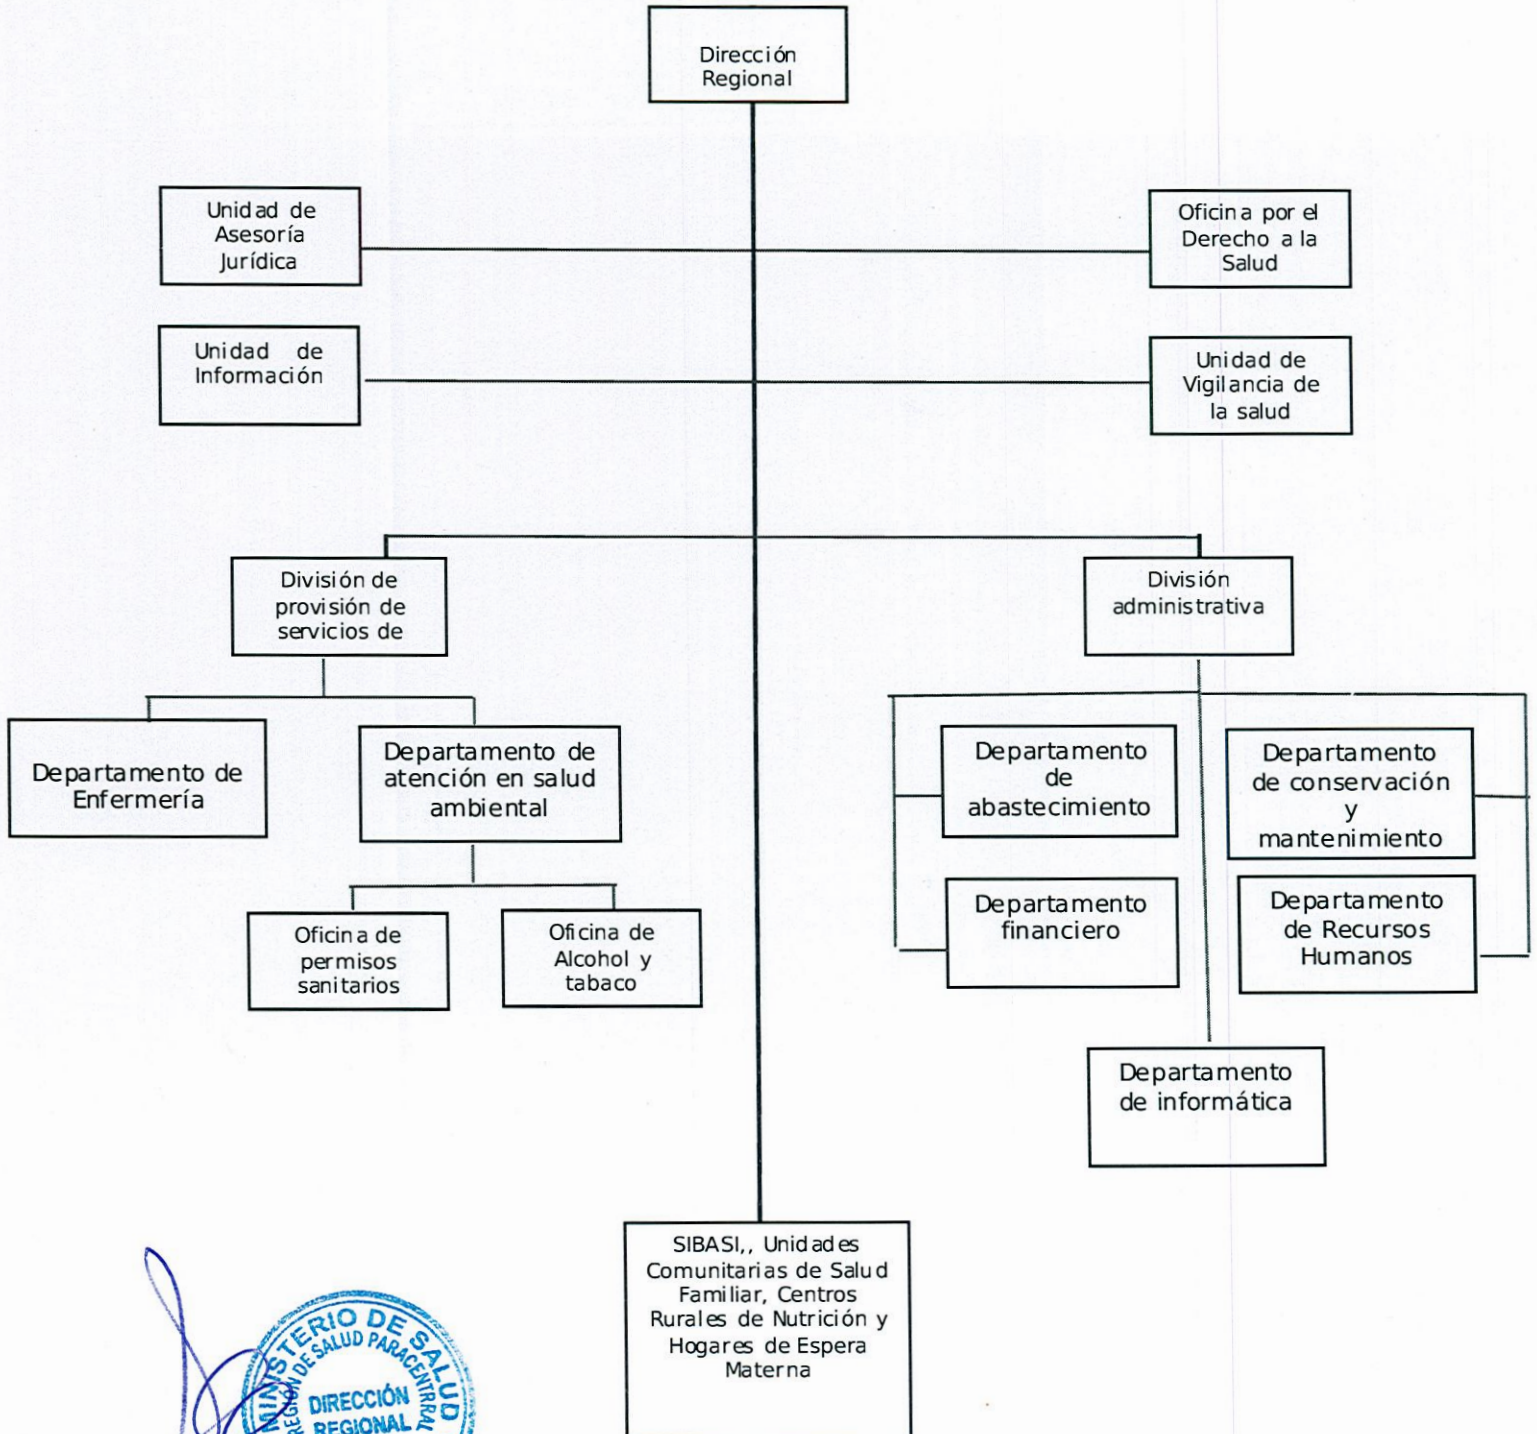 Dirección
Regional
Unidad de
Asesoría
Jurídica
Oficina por el
Derecho a la
Salud
Unidad de
Información
Unidad de
Vigilancia de
la salud
División de
provisión de
servicios de
División
administrativa
Departamento de
Enfermería
Departamento de
atención en salud
ambiental
Departamento
de
abastecimiento
Departamento
de conservación
y
mantenimiento
Oficina de
permisos
sanitarios
Oficina de
Alcohol y
tabaco
Departamento
financiero
Departamento
de Recursos
Humanos
Departamento
de informática
SIBASI,, Unidades
Comunitarias de Salud
Familiar, Centros
Rurales de Nutrición y
Hogares de Espera
Materna
MINISTERIO DE SALUD
REGIÓN DE SALUD PARACENTRRAL
DIRECCIÓN
REGIONAL